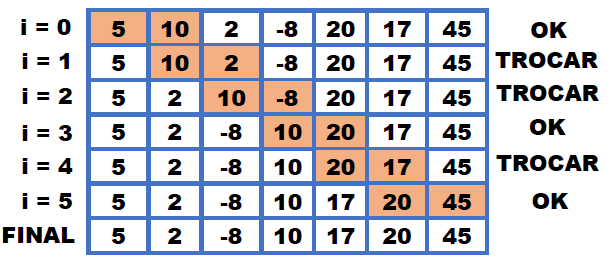 i = 0 5 10 2 -8 20 17 45 OK
i = 1 5 10 2 -8 20 17 45 TROCAR
i = 2 5 2 10 -8 20 17 45 TROCAR
i = 3 5 2 -8 10 20 17 45 OK
i = 4 5 2 -8 10 20 17 45 TROCAR
i = 5 5 2 -8 10 17 20 45 OK
FINAL 5 2 -8 10 17 20 45